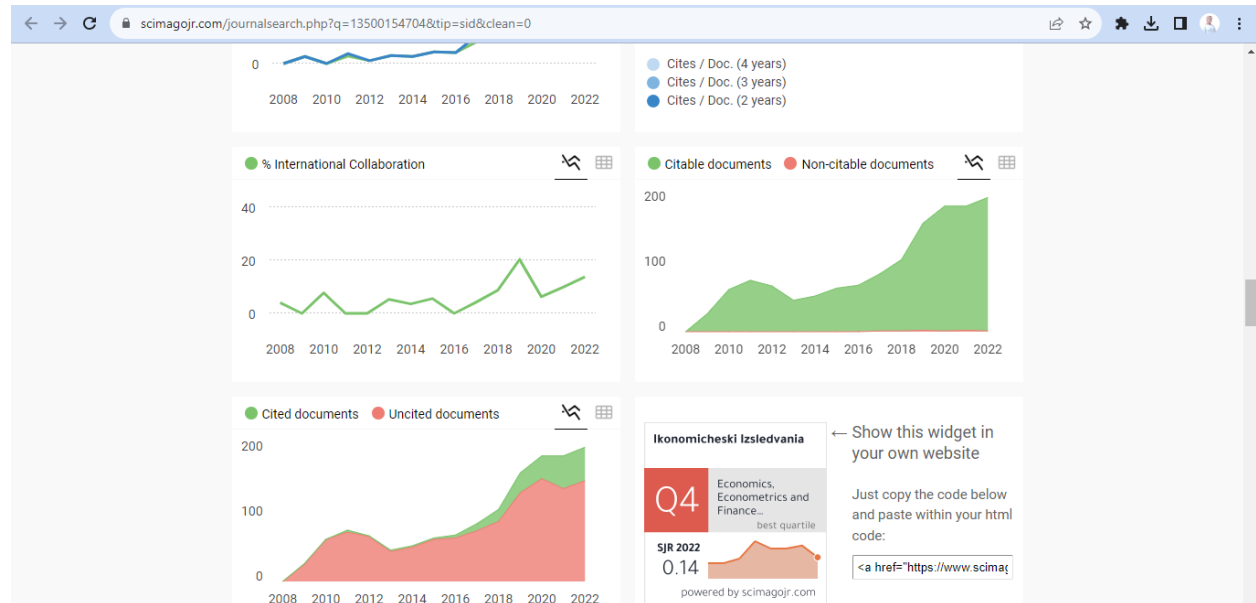 scimagojr.com/journalsearch.php?q=13500154704&tip=sid&clean=0
0
2008 2010 2012 2014 2016 2018 2020 2022
Cites / Doc. (4 years)
Cites / Doc. (3 years)
Cites / Doc. (2 years)
% International Collaboration
40
20
0
2008 2010 2012 2014 2016 2018 2020 2022
Citable documents Non-citable documents
200
100
0
2008 2010 2012 2014 2016 2018 2020 2022
Cited documents Uncited documents
200
100
0
2008 2010 2012 2014 2016 2018 2020 2022
Ikonomicheski Izsledvania
Q4
Economics,
Econometrics and
Finance...
best quartile
SJR 2022
0.14
powered by scimagojr.com
← Show this widget in
your own website
Just copy the code below
and paste within your html
code:
<a href="https://www.scimag